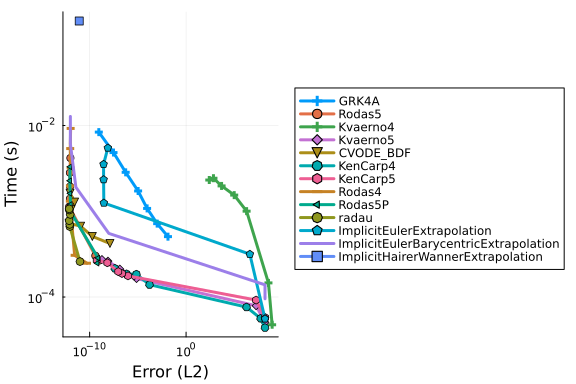 10⁻²
10⁻⁴
Time (s)
10⁻¹⁰
10⁰
Error (L2)
GRK4A
Rodas5
Kvaerno4
Kvaerno5
CVODE_BDF
KenCarp4
KenCarp5
Rodas4
Rodas5P
radau
ImplicitEulerExtrapolation
ImplicitEulerBarycentricExtrapolation
ImplicitHairerWannerExtrapolation